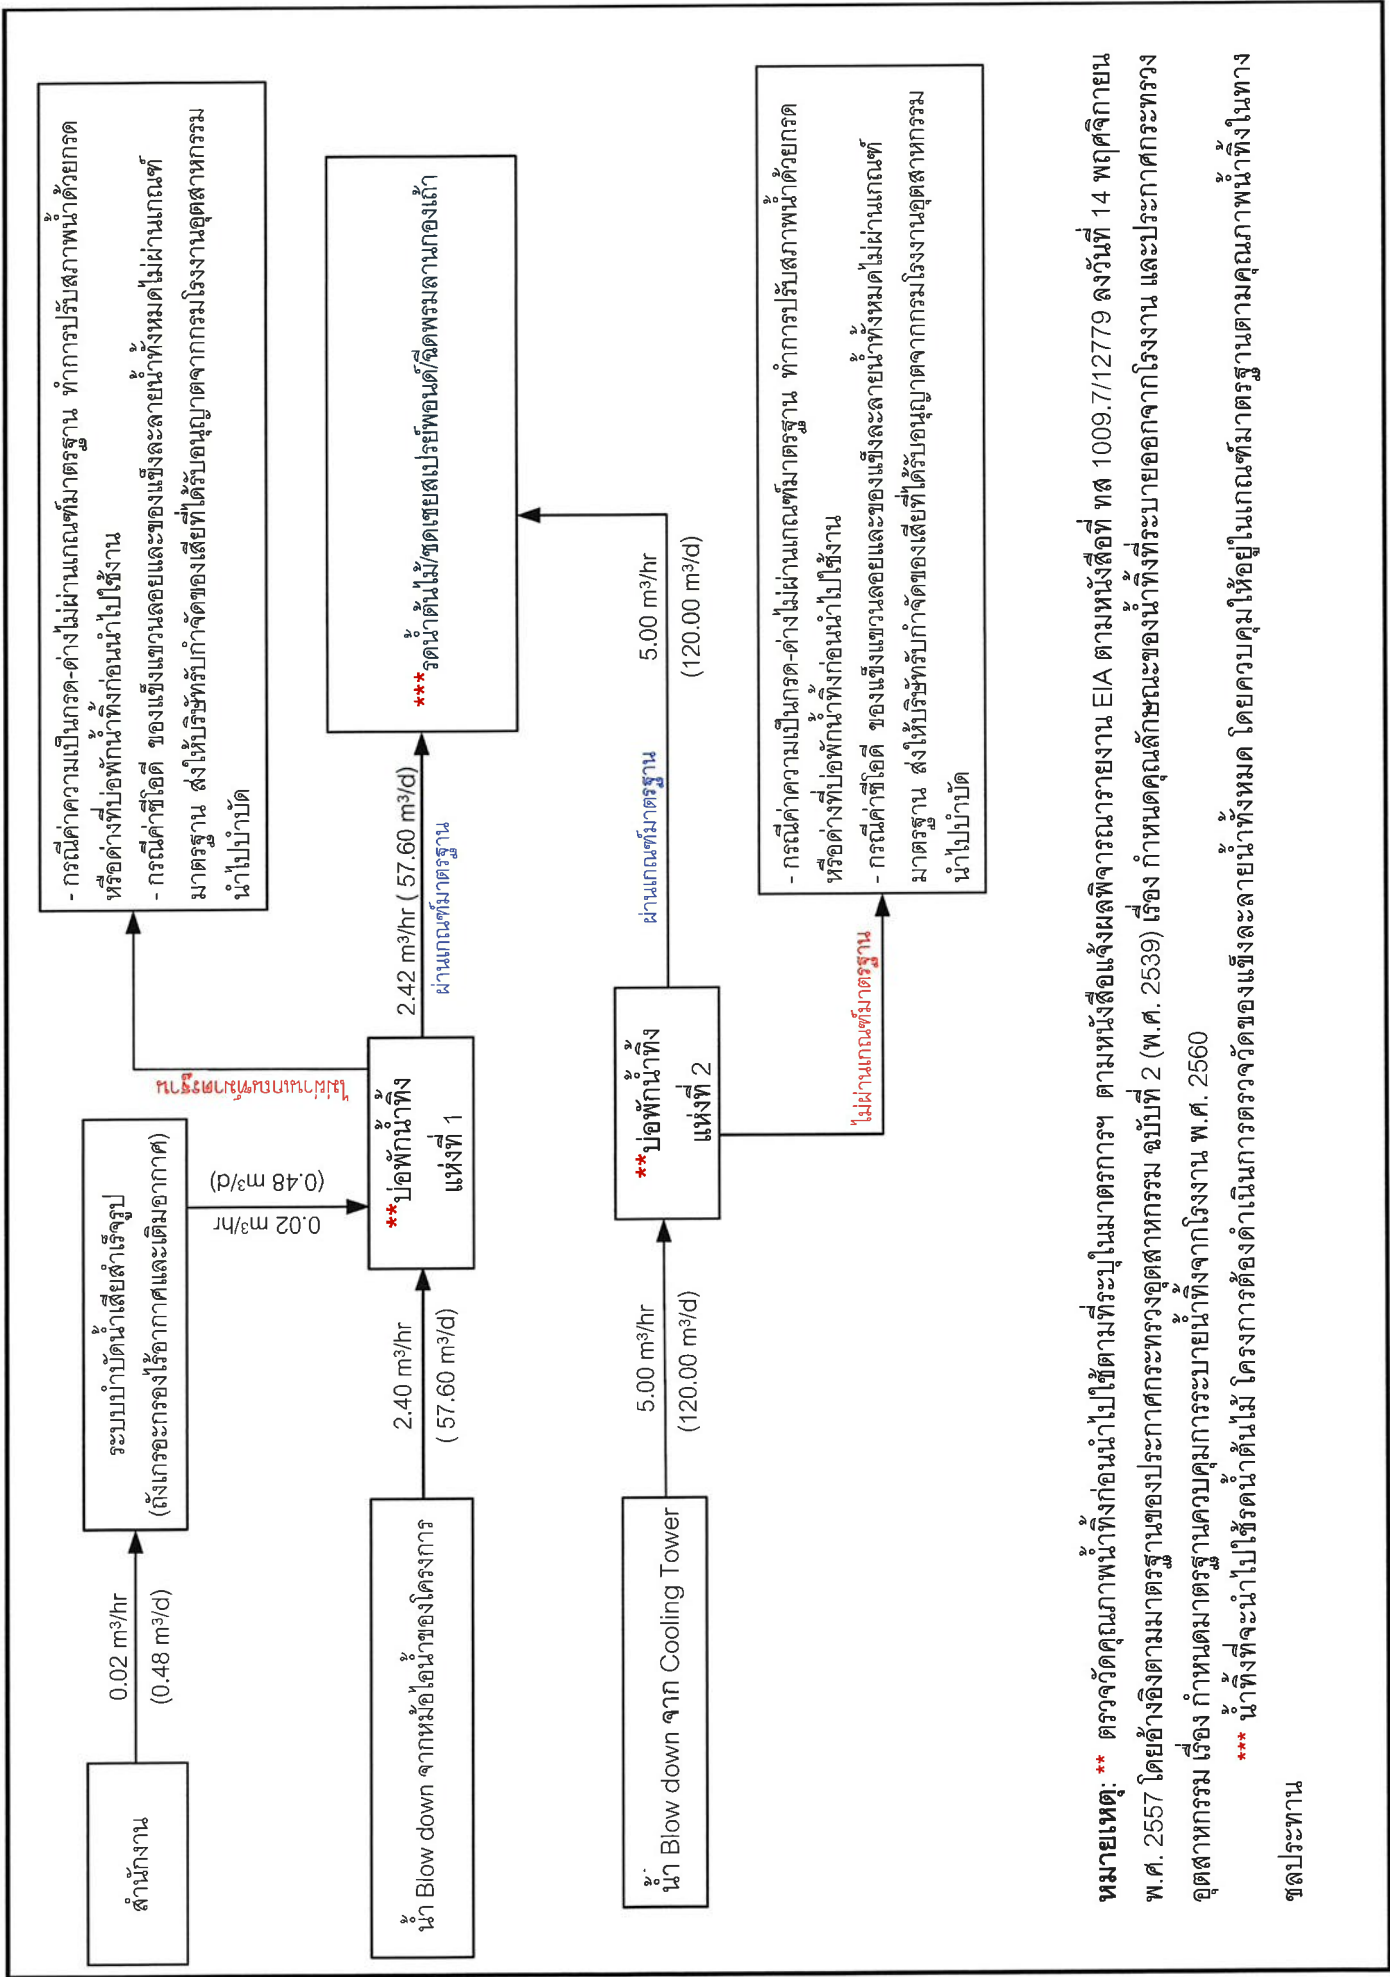 สำนักงาน
0.02 m³/hr
(0.48 m³/d)
ระบบบำบัดน้ำเสียสำเร็จรูป
(ถังเกรอะกรองไร้อากาศและเติมอากาศ)
0.02 m³/hr
(0.48 m³/d)
น้ำ Blow down จากหม้อไอน้ำของโครงการ
2.40 m³/hr
( 57.60 m³/d)
**บ่อพักน้ำทิ้ง
แห่งที่ 1
ไม่ผ่านเกณฑ์มาตรฐาน
- กรณีค่าความเป็นกรด-ด่างไม่ผ่านเกณฑ์มาตรฐาน ทำการปรับสภาพน้ำด้วยกรด
หรือด่างที่บ่อพักน้ำทิ้งก่อนนำไปใช้งาน
- กรณีค่าซีโอดี ของแข็งแขวนลอยและของแข็งละลายน้ำทั้งหมดไม่ผ่านเกณฑ์
มาตรฐาน ส่งให้บริษัทรับกำจัดของเสียที่ได้รับอนุญาตจากกรมโรงงานอุตสาหกรรม
นำไปบำบัด
2.42 m³/hr ( 57.60 m³/d)
ผ่านเกณฑ์มาตรฐาน
***รดน้ำต้นไม้/ชดเชยสเปรย์พอนด์/ฉีดพรมลานกองเถ้า
น้ำ Blow down จาก Cooling Tower
5.00 m³/hr
(120.00 m³/d)
**บ่อพักน้ำทิ้ง
แห่งที่ 2
ผ่านเกณฑ์มาตรฐาน
5.00 m³/hr
(120.00 m³/d)
ไม่ผ่านเกณฑ์มาตรฐาน
- กรณีค่าความเป็นกรด-ด่างไม่ผ่านเกณฑ์มาตรฐาน ทำการปรับสภาพน้ำด้วยกรด
หรือด่างที่บ่อพักน้ำทิ้งก่อนนำไปใช้งาน
- กรณีค่าซีโอดี ของแข็งแขวนลอยและของแข็งละลายน้ำทั้งหมดไม่ผ่านเกณฑ์
มาตรฐาน ส่งให้บริษัทรับกำจัดของเสียที่ได้รับอนุญาตจากกรมโรงงานอุตสาหกรรม
นำไปบำบัด
หมายเหตุ: ** ตรวจวัดคุณภาพน้ำทิ้งก่อนนำไปใช้ตามที่ระบุในมาตรการฯ ตามหนังสือแจ้งผลพิจารณารายงาน EIA ตามหนังสือที่ ทส 1009.7/12779 ลงวันที่ 14 พฤศจิกายน
พ.ศ. 2557 โดยอ้างอิงตามมาตรฐานของประกาศกระทรวงอุตสาหกรรม ฉบับที่ 2 (พ.ศ. 2539) เรื่อง กำหนดคุณลักษณะของน้ำทิ้งที่ระบายออกจากโรงงาน และประกาศกระทรวง
อุตสาหกรรม เรื่อง กำหนดมาตรฐานควบคุมการระบายน้ำทิ้งจากโรงงาน พ.ศ. 2560
*** น้ำทิ้งที่จะนำไปใช้รดน้ำต้นไม้ โครงการต้องดำเนินการตรวจวัดของแข็งละลายน้ำทั้งหมด โดยควบคุมให้อยู่ในเกณฑ์มาตรฐานตามคุณภาพน้ำทิ้งในทาง
ชลประทาน